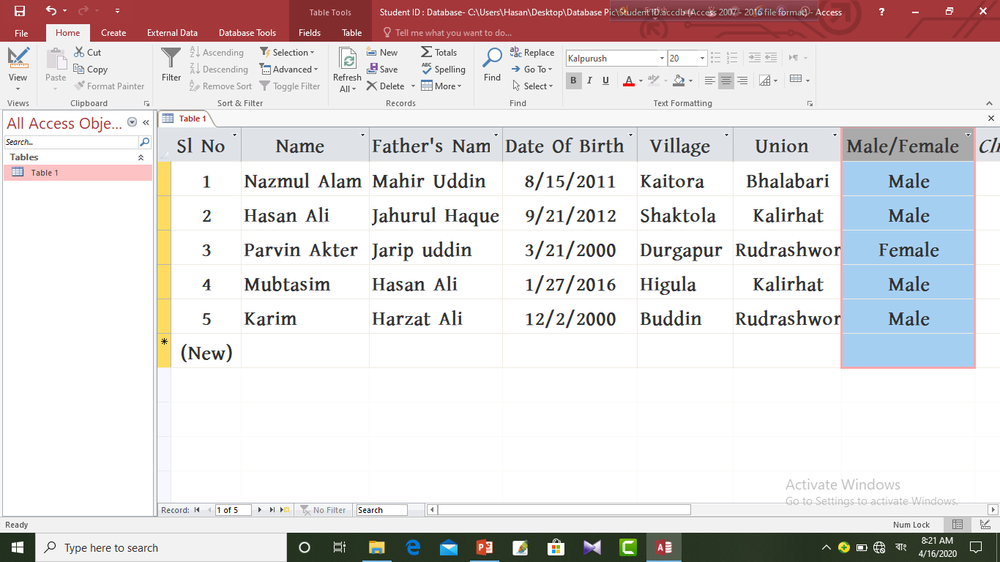 Table Tools
Student ID : Database- C:\Users\Hasan\Desktop\Database Pic\Student ID.accdb (Access 2007 - 2016 file format) - Access
File Home Create External Data Database Tools Fields Table Tell me what you want to do...
View Paste Cut Copy Format Painter
Filter Ascending Descending Remove Sort Selection Advanced Toggle Filter
Refresh All New Save Delete Totals Spelling More
Find Replace Go To Select
Kalpurush 20
B I U A
Views Clipboard Sort & Filter Records Find Text Formatting
All Access Obje...
Search...
Tables
Table 1
Table 1
Sl No Name Father's Nam Date Of Birth Village Union Male/Female
1 Nazmul Alam Mahir Uddin 8/15/2011 Kaitora Bhalabari Male
2 Hasan Ali Jahurul Haque 9/21/2012 Shaktola Kalirhat Male
3 Parvin Akter Jarip uddin 3/21/2000 Durgapur Rudrashwor Female
4 Mubtasim Hasan Ali 1/27/2016 Higula Kalirhat Male
5 Karim Harzat Ali 12/2/2000 Buddin Rudrashwor Male
(New)
Activate Windows
Go to Settings to activate Windows.
Record: 1 of 5 No Filter Search
Ready Num Lock
Type here to search
বাং
8:21 AM
4/16/2020